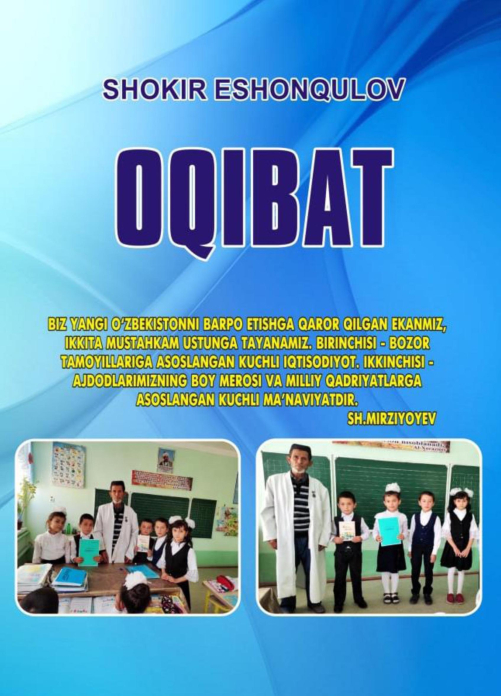 SHOKIR ESHONQULOV
OQIBAT
BIZ YANGI O‘ZBEKISTONNI BARPO ETISHGA QAROR QILGAN EKANMIZ,
IKKITA MUSTAHKAM USTUNGA TAYANAMIZ. BIRINCHISI - BOZOR
TAMOYILLARIGA ASOSLANGAN KUCHLI IQTISODIYOT. IKKINCHISI -
AJDODLARIMIZNING BOY MEROSI VA MILLIY QADRIYATLARGA
ASOSLANGAN KUCHLI MA’NAVIYATDIR.
SH.MIRZIYOYEV